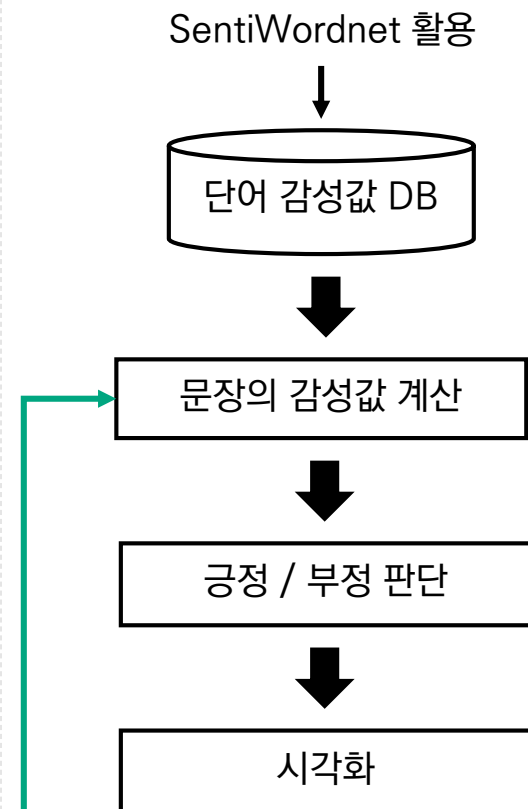 SentiWordnet 활용
단어 감성값 DB
문장의 감성값 계산
긍정 / 부정 판단
시각화